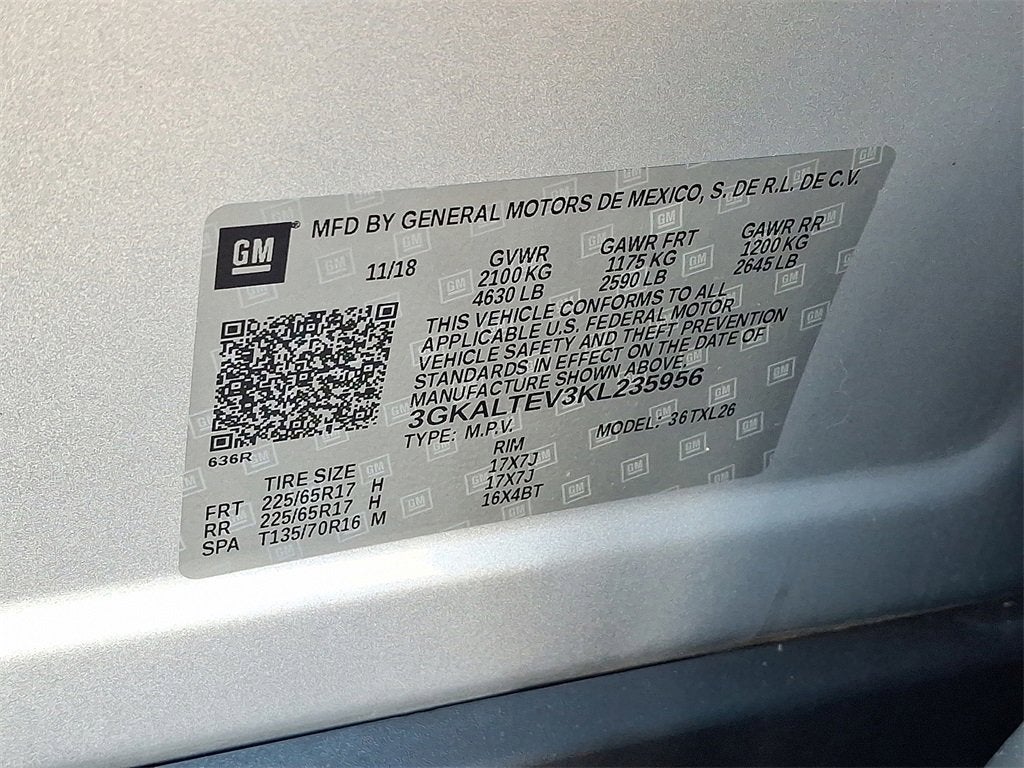 GM® MFD BY GENERAL MOTORS DE MEXICO, S. DE R.L. DE C.V.
11/18 GVWR GAWR FRT GAWR RR
2100 KG 1175 KG 1200 KG
4630 LB 2590 LB 2645 LB
THIS VEHICLE CONFORMS TO ALL
APPLICABLE U.S. FEDERAL MOTOR
VEHICLE SAFETY AND THEFT PREVENTION
STANDARDS IN EFFECT ON THE DATE OF
MANUFACTURE SHOWN ABOVE.
3GKALTEV3KL235956
TYPE: M.P.V. MODEL: 36TXL26
636R
TIRE SIZE RIM
FRT 225/65R17 H 17X7J
RR 225/65R17 H 17X7J
SPA T135/70R16 M 16X4BT